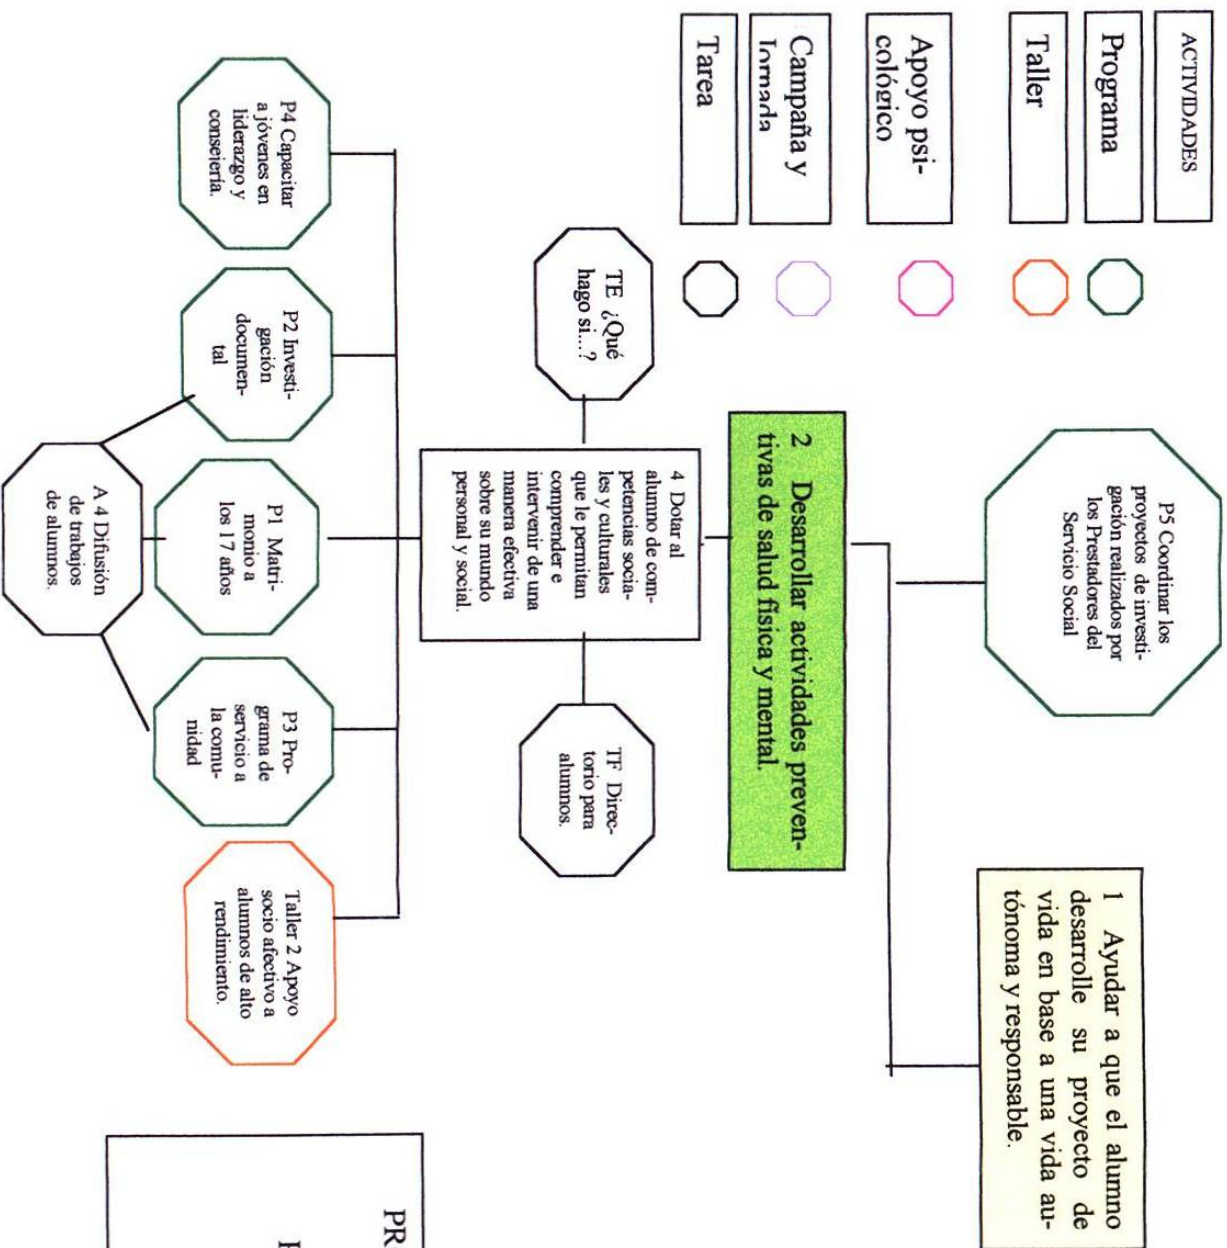 ACTIVIDADES
Programa
Taller
Apoyo psi-
cológico
Campaña y
Jornada
Tarea
P5 Coordinar los
proyectos de investi-
gación realizados por
los Prestadores del
Servicio Social
1 Ayudar a que el alumno
desarrolle su proyecto de
vida en base a una vida au-
tónoma y responsable.
2 Desarrollar actividades preven-
tivas de salud física y mental.
TE ¿Qué
hago si...?
4 Dotar al
alumno de com-
petencias socia-
les y culturales
que le permitan
comprender e
intervenir de una
manera efectiva
sobre su mundo
personal y social.
TF Direc-
torio para
alumnos.
P4 Capacitar
a jóvenes en
liderazgo y
consejería.
P2 Investi-
gación
documen-
tal
P1 Matri-
monio a
los 17 años
P3 Pro-
grama de
servicio a
la comu-
nidad
Taller 2 Apoyo
socio afectivo a
alumnos de alto
rendimiento.
A 4 Difusión
de trabajos
de alumnos.